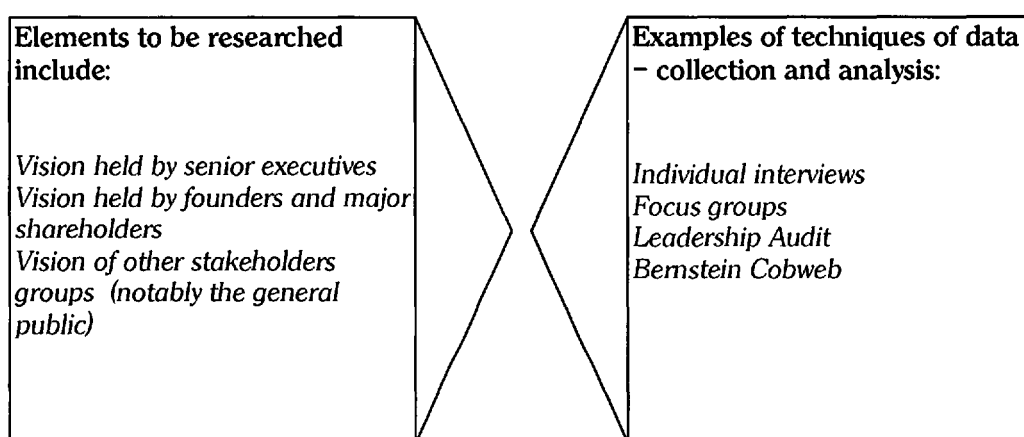 Elements to be researched
include:
Vision held by senior executives
Vision held by founders and major
shareholders
Vision of other stakeholders
groups (notably the general
public)
Examples of techniques of data
– collection and analysis:
Individual interviews
Focus groups
Leadership Audit
Bernstein Cobweb